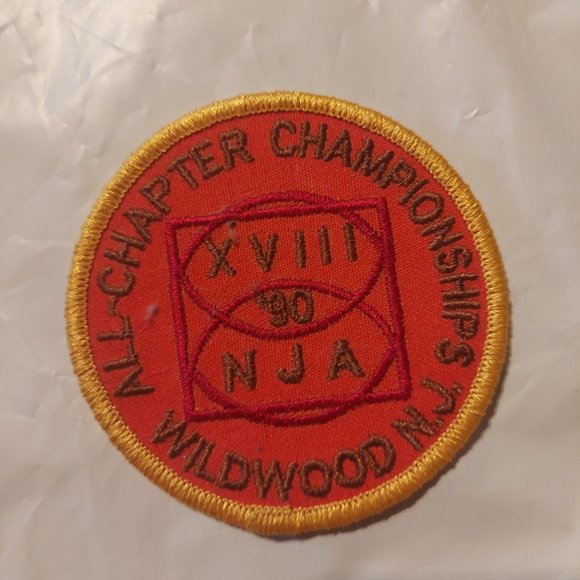 ALL-CHAPTER CHAMPIONSHIPS
XVIII
'90
NJA
WILDWOOD N.J.